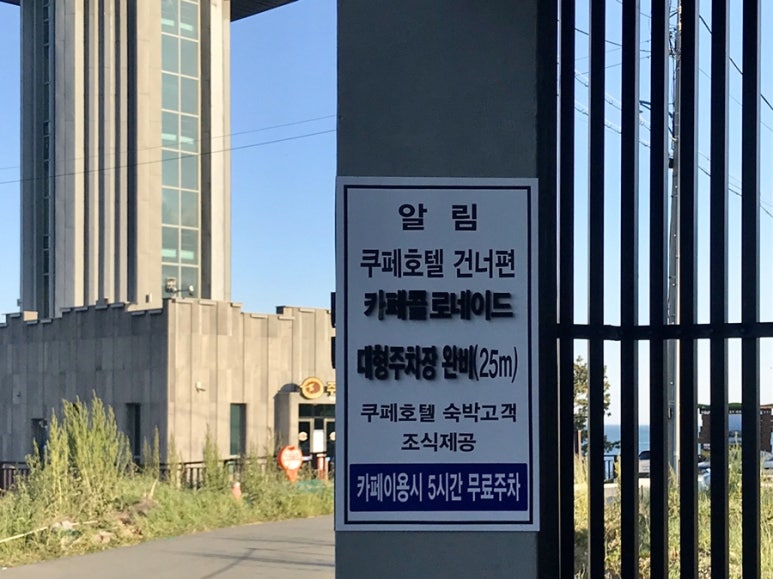 알 림
쿠페호텔 건너편
카페콜로네이드
대형주차장 완비(25m)
쿠페호텔 숙박고객
조식제공
카페이용시 5시간 무료주차